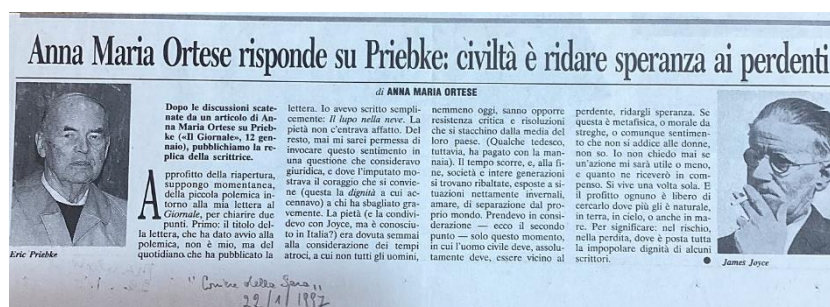 Anna Maria Ortese risponde su Priebke: civiltà è ridare speranza ai perdenti
di ANNA MARIA ORTESE
Dopo le discussioni scate-
nate da un articolo di An-
na Maria Ortese su Prieb-
ke («Il Giornale», 12 gen-
naio), pubblichiamo la re-
plica della scrittrice.
Approfitto della riapertura,
suppongo momentanea,
della piccola polemica in-
torno alla mia lettera al
Giornale, per chiarire due
punti. Primo: il titolo del-
la lettera, che ha dato avvio alla
polemica, non è mio, ma del
quotidiano che ha pubblicato la
lettera. Io avevo scritto sempli-
cemente: Il lupo nella neve. La
pietà non c'entrava affatto. Del
resto, mai mi sarei permessa di
invocare questo sentimento in
una questione che consideravo
giuridica, e dove l'imputato mo-
strava il coraggio che si convie-
ne (questa la dignità a cui ac-
cennavo) a chi ha sbagliato gra-
vemente. La pietà (e la condivi-
devo con Joyce, ma è conosciu-
to in Italia?) era dovuta semmai
alla considerazione dei tempi
atroci, a cui non tutti gli uomini,
nemmeno oggi, sanno opporre
resistenza critica e risoluzioni
che si stacchino dalla media del
loro paese. (Qualche tedesco,
tuttavia, ha pagato con la man-
naia). Il tempo scorre, e, alla fi-
ne, società e intere generazioni
si trovano ribaltate, esposte a si-
tuazioni nettamente invernali,
amare, di separazione dal pro-
prio mondo. Prendevo in consi-
derazione — ecco il secondo
punto — solo questo momento,
in cui l'uomo civile deve, assolu-
tamente deve, essere vicino al
perdente, ridargli speranza. Se
questa è metafisica, o morale da
streghe, o comunque sentimen-
to che non si addice alle donne,
non so. Io non chiedo mai se
un'azione mi sarà utile o meno,
e quanto ne riceverò in com-
penso. Si vive una volta sola. E
il profitto ognuno è libero di
cercarlo dove più gli è naturale,
in terra, in cielo, o anche in ma-
re. Per significare: nel rischio,
nella perdita, dove è posta tutta
la impopolare dignità di alcuni
scrittori.
Eric Priebke
James Joyce
"Corriere della Sera"
22/1/1997